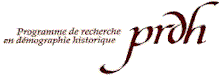 Programme de recherche
en démographie historique
prdh